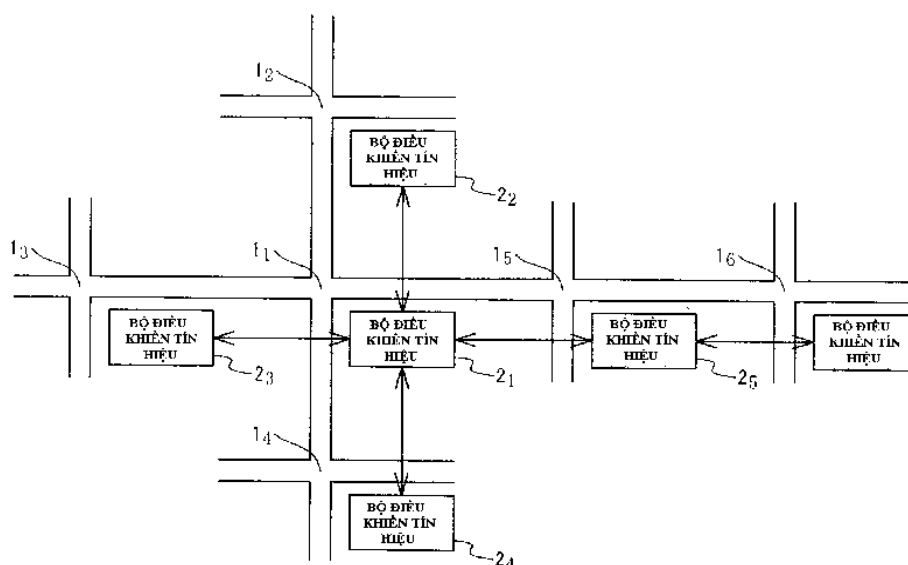 1₂
BỘ ĐIỀU
KHIỂN TÍN
HIỆU
2₂
1₃
1₁
1₅
1₆
BỘ ĐIỀU
KHIỂN TÍN
HIỆU
2₃
BỘ ĐIỀU
KHIỂN TÍN
HIỆU
2₁
BỘ ĐIỀU
KHIỂN TÍN
HIỆU
2₅
BỘ ĐIỀU
KHIỂN TÍN
HIỆU
1₄
BỘ ĐIỀU
KHIỂN TÍN
HIỆU
2₄